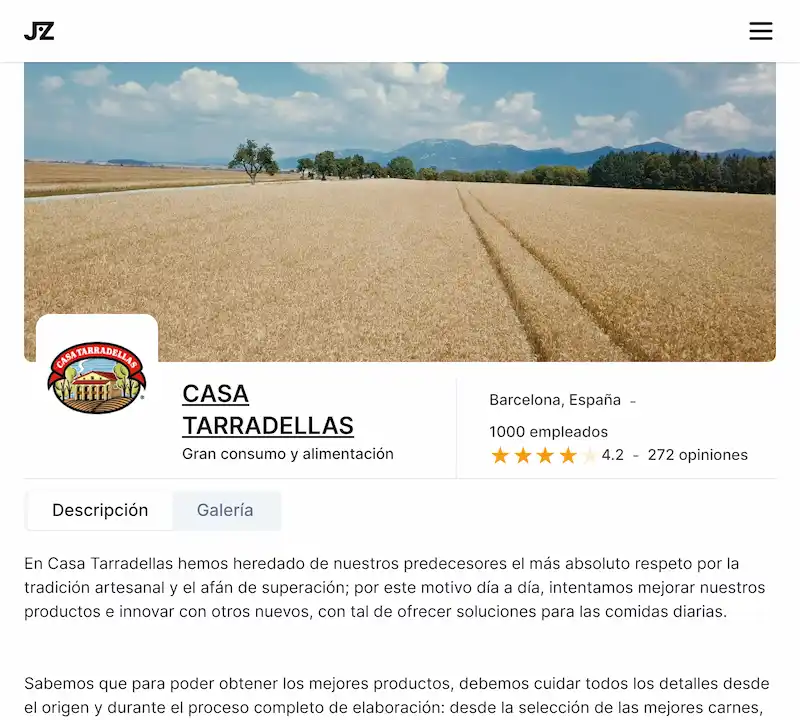 JZ
CASA TARRADELLAS
CASA
TARRADELLAS
Gran consumo y alimentación
Barcelona, España -
1000 empleados
4.2 - 272 opiniones
Descripción
Galería
En Casa Tarradellas hemos heredado de nuestros predecesores el más absoluto respeto por la
tradición artesanal y el afán de superación; por este motivo día a día, intentamos mejorar nuestros
productos e innovar con otros nuevos, con tal de ofrecer soluciones para las comidas diarias.
Sabemos que para poder obtener los mejores productos, debemos cuidar todos los detalles desde
el origen y durante el proceso completo de elaboración: desde la selección de las mejores carnes,